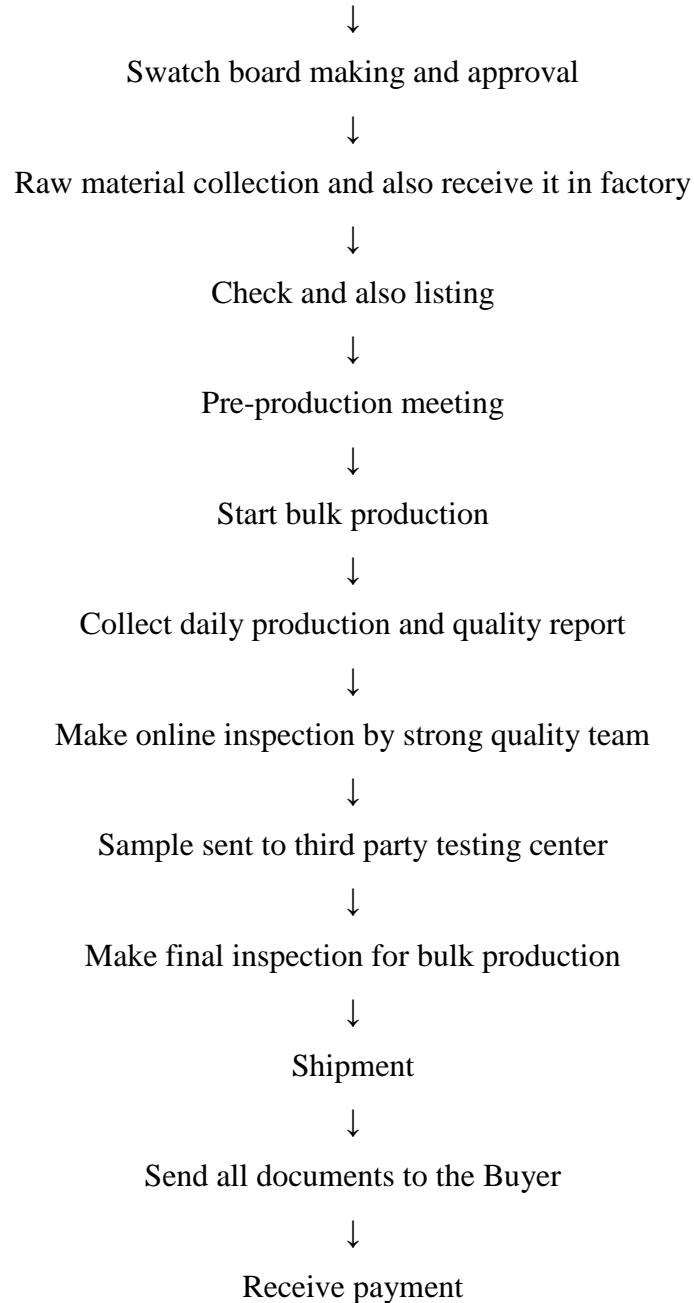 ↓
Swatch board making and approval
↓
Raw material collection and also receive it in factory
↓
Check and also listing
↓
Pre-production meeting
↓
Start bulk production
↓
Collect daily production and quality report
↓
Make online inspection by strong quality team
↓
Sample sent to third party testing center
↓
Make final inspection for bulk production
↓
Shipment
↓
Send all documents to the Buyer
↓
Receive payment